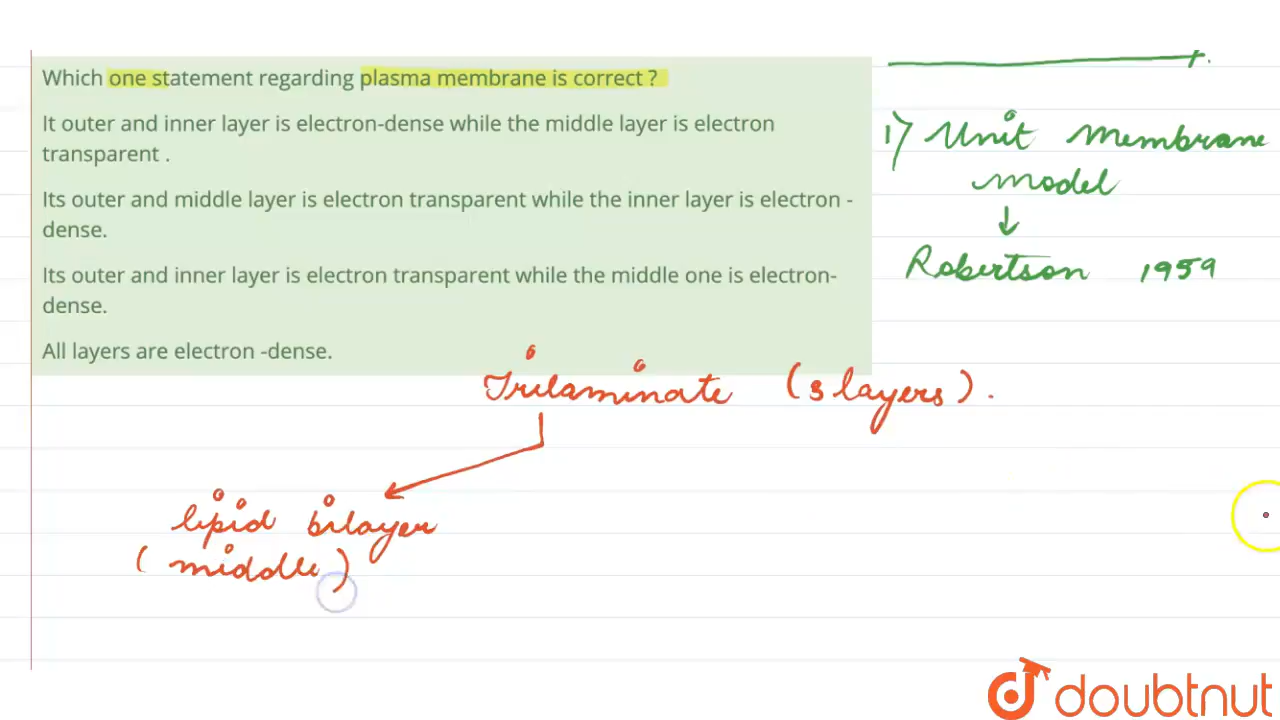 Which one statement regarding plasma membrane is correct ?
It outer and inner layer is electron-dense while the middle layer is electron
transparent .
Its outer and middle layer is electron transparent while the inner layer is electron -
dense.
Its outer and inner layer is electron transparent while the middle one is electron-
dense.
All layers are electron -dense.
1) Unit Membrane
model
↓
Robertson 1959
Trilaminate (3 layers).
lipid bilayer
(middle)
doubtnut